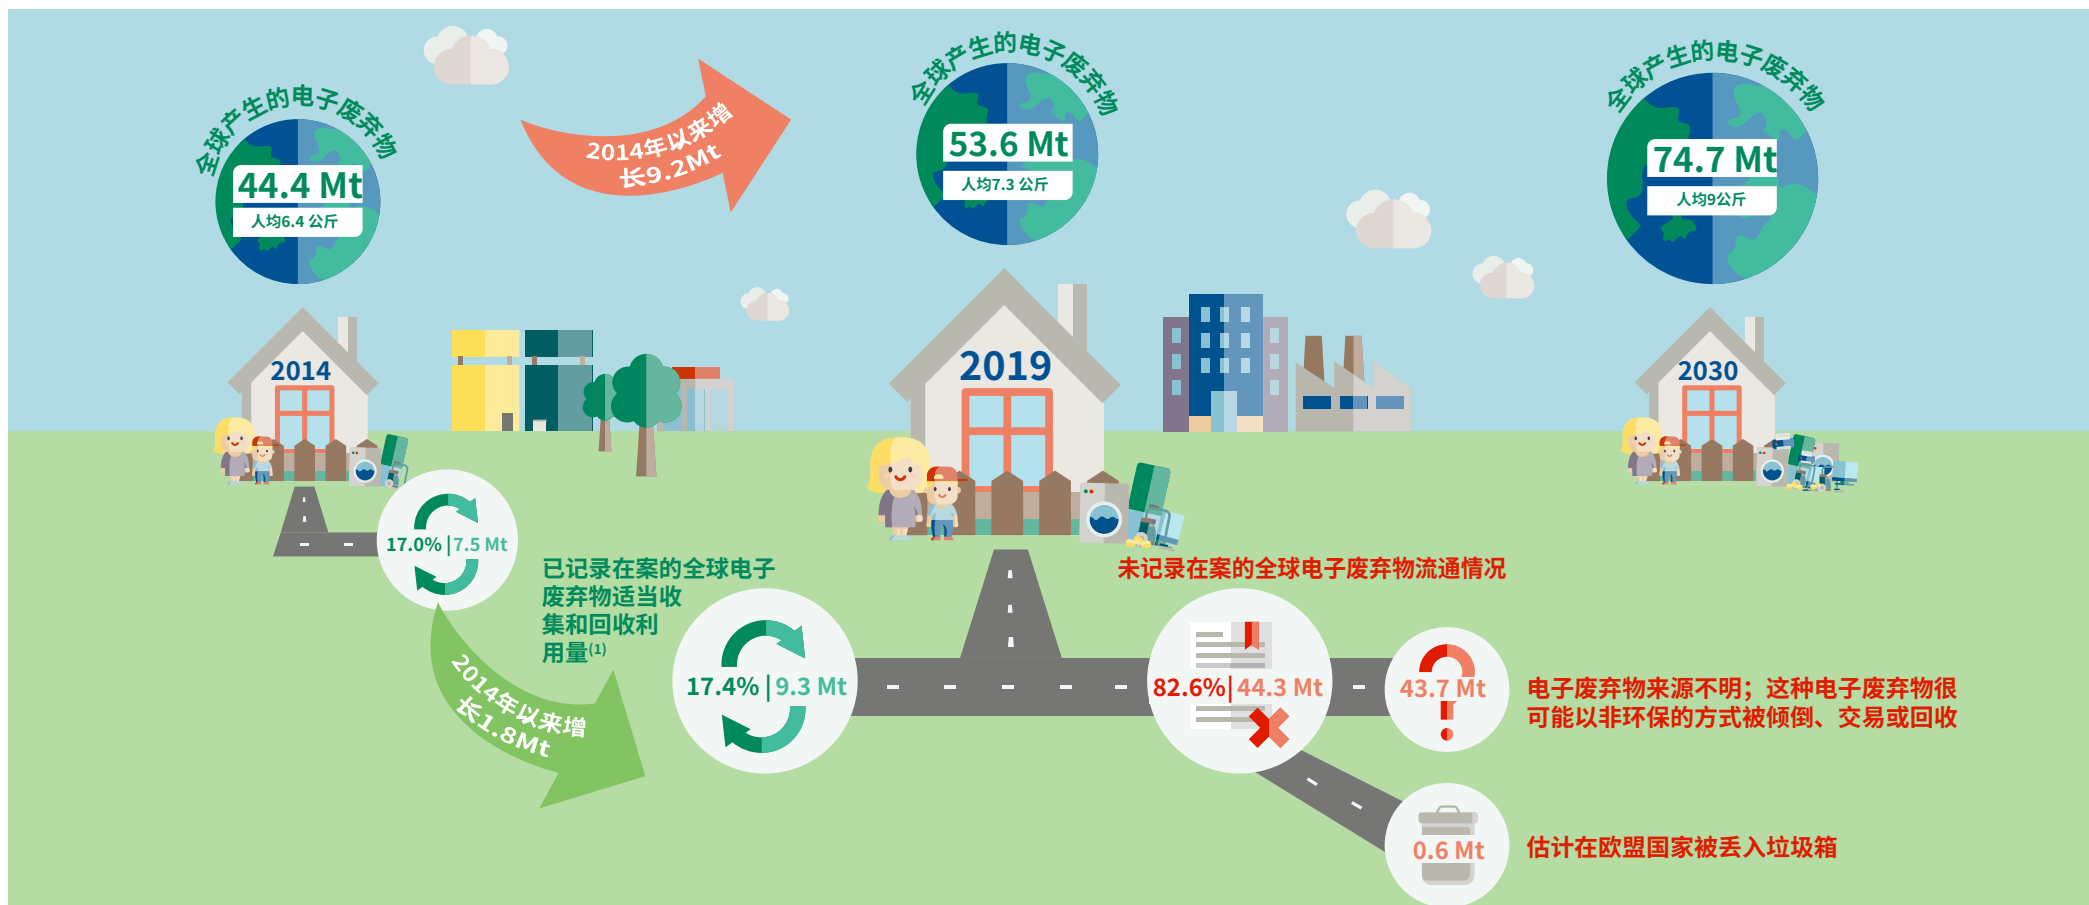 全球产生的电子废弃物
44.4 Mt
人均6.4 公斤
2014年以来增
长9.2Mt
全球产生的电子废弃物
53.6 Mt
人均7.3 公斤
全球产生的电子废弃物
74.7 Mt
人均9公斤
2014
2019
2030
17.0% | 7.5 Mt
已记录在案的全球电子
废弃物适当收
集和回收利
用量(1)
2014年以来增
长1.8Mt
17.4% | 9.3 Mt
未记录在案的全球电子废弃物流通情况
82.6% | 44.3 Mt
43.7 Mt
电子废弃物来源不明；这种电子废弃物很
可能以非环保的方式被倾倒、交易或回收
0.6 Mt
估计在欧盟国家被丢入垃圾箱